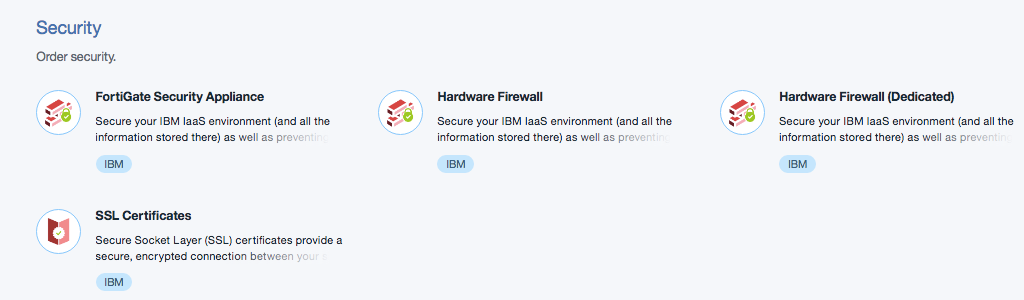 Security
Order security.
FortiGate Security Appliance
Secure your IBM IaaS environment (and all the
information stored there) as well as preventing
IBM
Hardware Firewall
Secure your IBM IaaS environment (and all the
information stored there) as well as preventing
IBM
Hardware Firewall (Dedicated)
Secure your IBM IaaS environment (and all the
information stored there) as well as preventing
IBM
SSL Certificates
Secure Socket Layer (SSL) certificates provide a
secure, encrypted connection between your
IBM